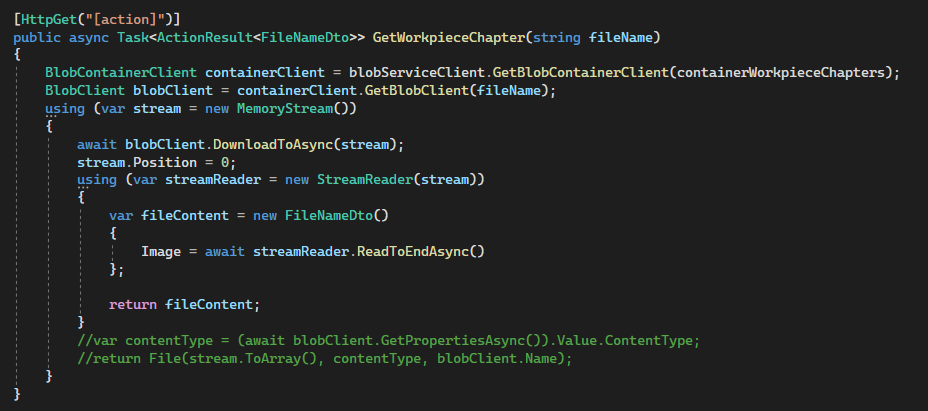 [HttpGet("[action]")]
public async Task<ActionResult<FileNameDto>> GetWorkpieceChapter(string fileName)
{
BlobContainerClient containerClient = blobServiceClient.GetBlobContainerClient(containerWorkpieceChapters);
BlobClient blobClient = containerClient.GetBlobClient(fileName);
using (var stream = new MemoryStream())
{
await blobClient.DownloadToAsync(stream);
stream.Position = 0;
using (var streamReader = new StreamReader(stream))
{
var fileContent = new FileNameDto()
{
Image = await streamReader.ReadToEndAsync()
};
return fileContent;
}
//var contentType = (await blobClient.GetPropertiesAsync()).Value.ContentType;
//return File(stream.ToArray(), contentType, blobClient.Name);
}
}